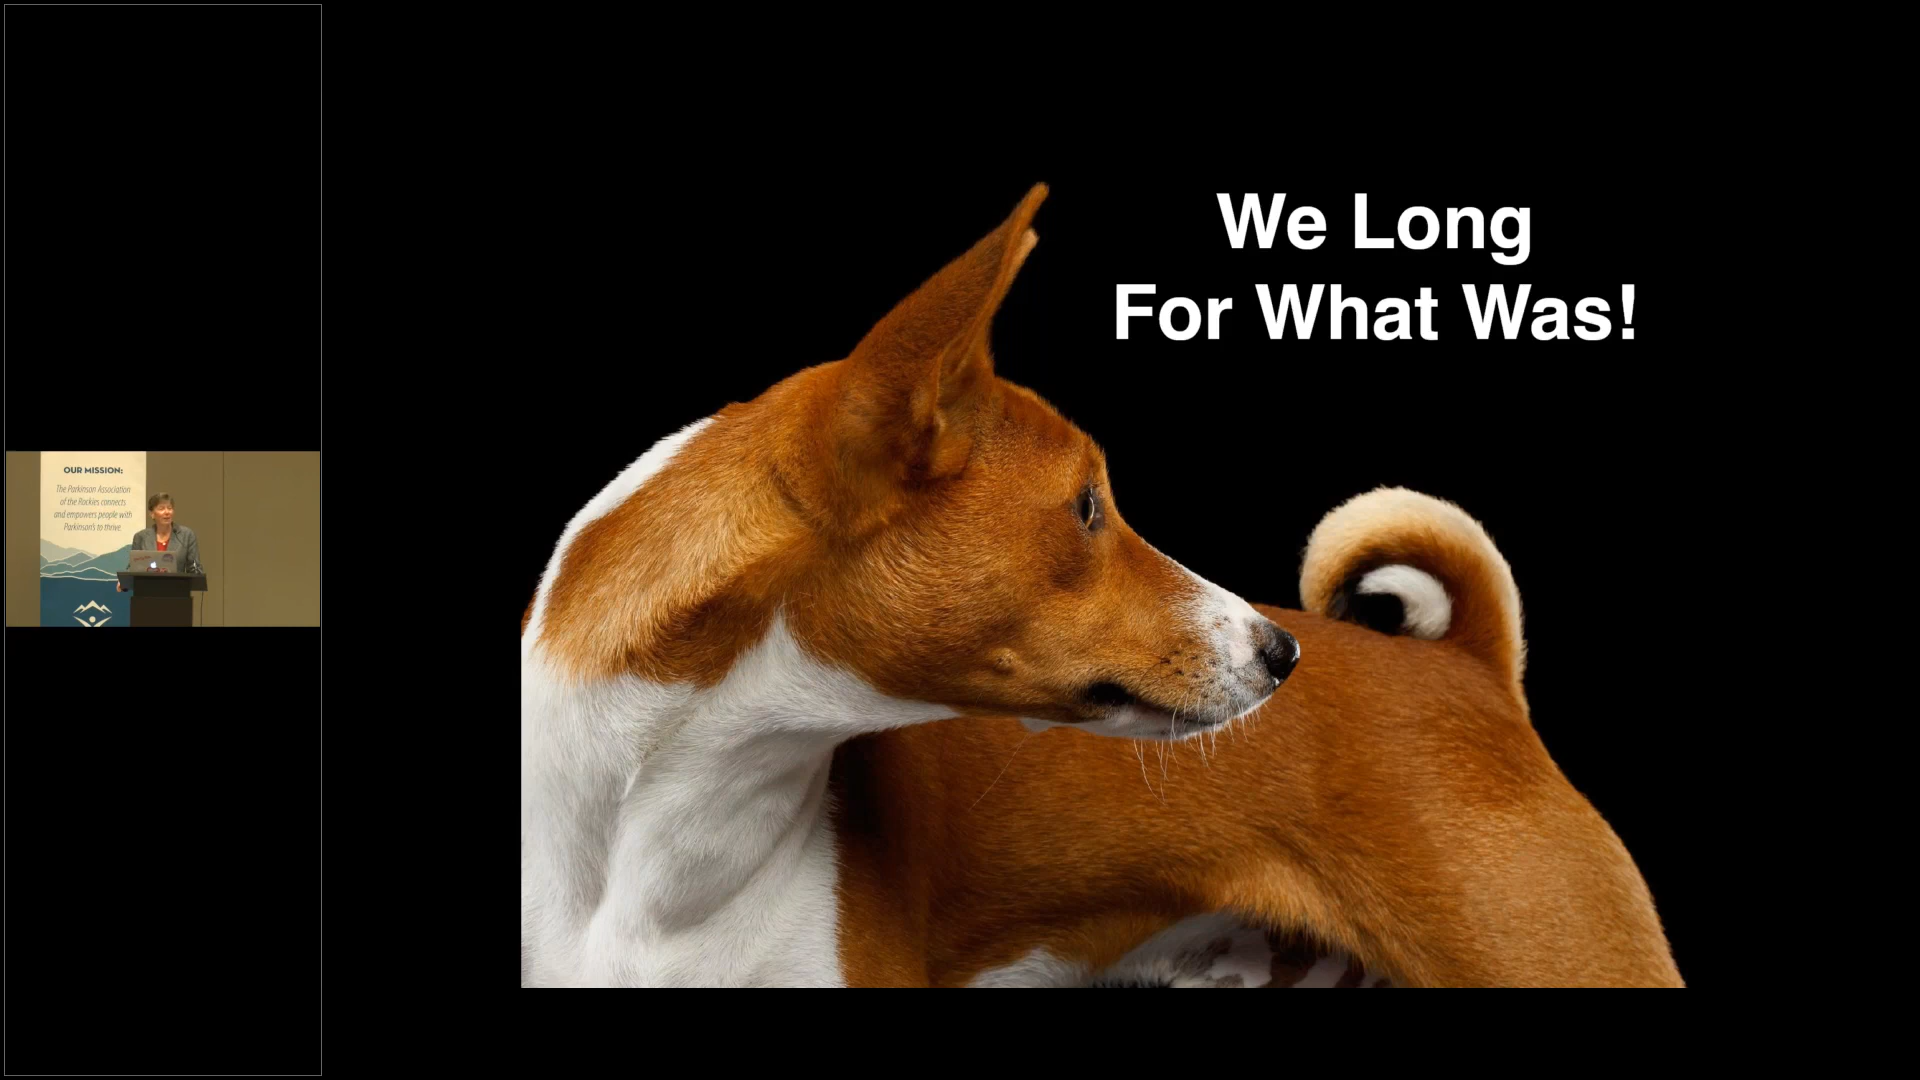 OUR MISSION:
The Parkinson Association
of the Rockies connects
and empowers people with
Parkinson's to thrive.
We Long
For What Was!